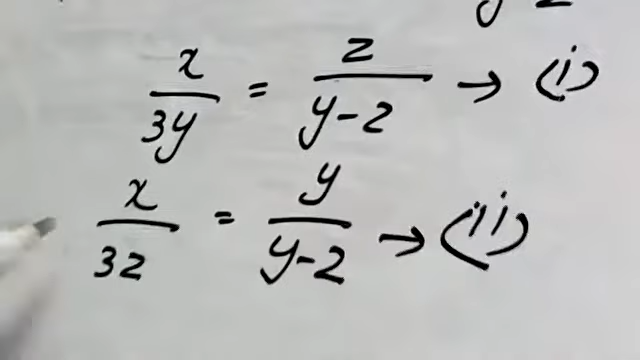 x/3y = z/(y-2) → (i)
x/3z = y/(y-2) → (ii)